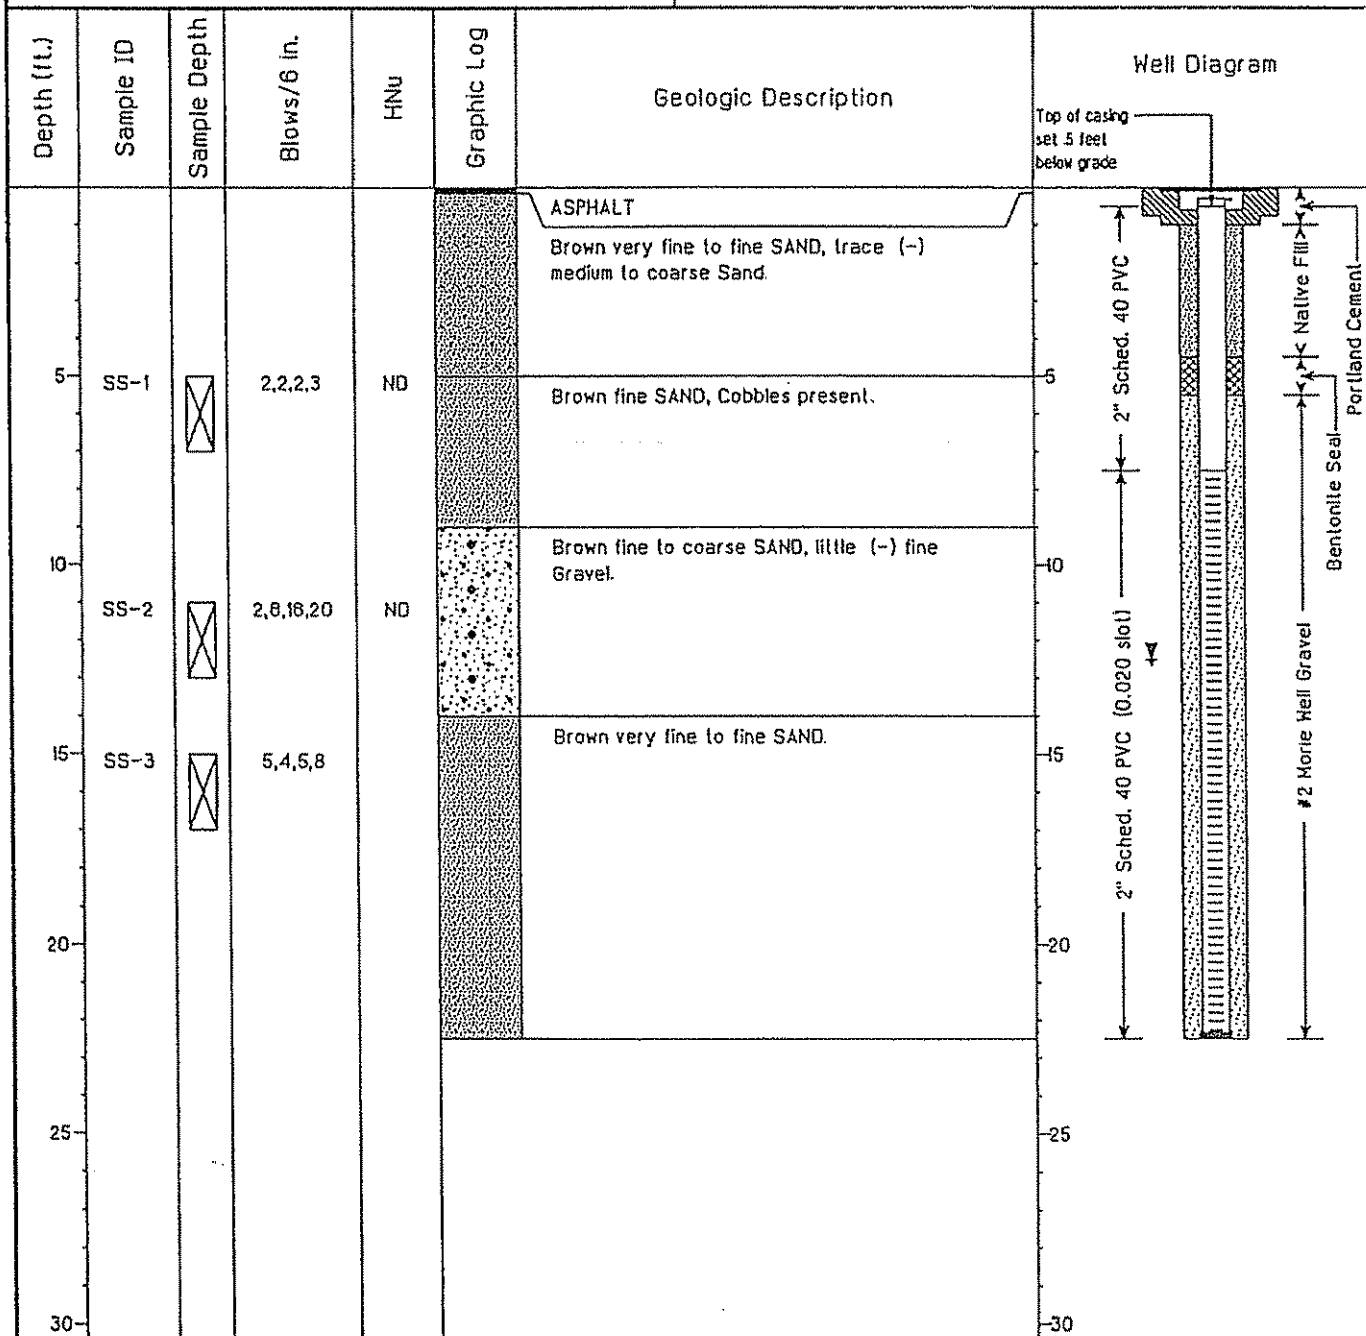 Depth (ft.)
Sample ID
Sample Depth
Blows/6 in.
HNu
Graphic Log
Geologic Description
Well Diagram
Top of casing
set .5 feet
below grade
ASPHALT
Brown very fine to fine SAND, trace (-)
medium to coarse Sand.
5
SS-1
2,2,2,3
ND
Brown fine SAND, Cobbles present.
5
10
Brown fine to coarse SAND, little (-) fine
Gravel.
10
SS-2
2,8,18,20
ND
15
SS-3
5,4,5,8
Brown very fine to fine SAND.
15
20
20
25
25
30
30
2" Sched. 40 PVC
2" Sched. 40 PVC (0.020 slot)
Native Fill
Portland Cement
Bentonite Seal
#2 Morie Well Gravel